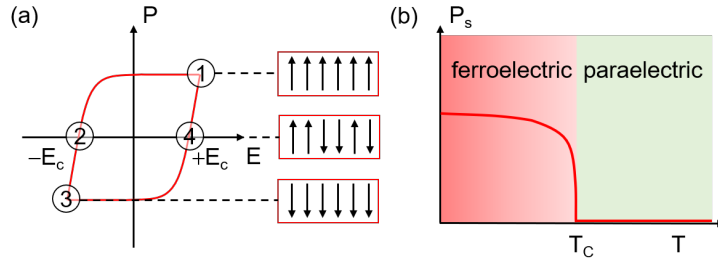 (a)
P
1
2
4
−Ec
+Ec
E
3
(b)
Ps
ferroelectric
paraelectric
TC
T